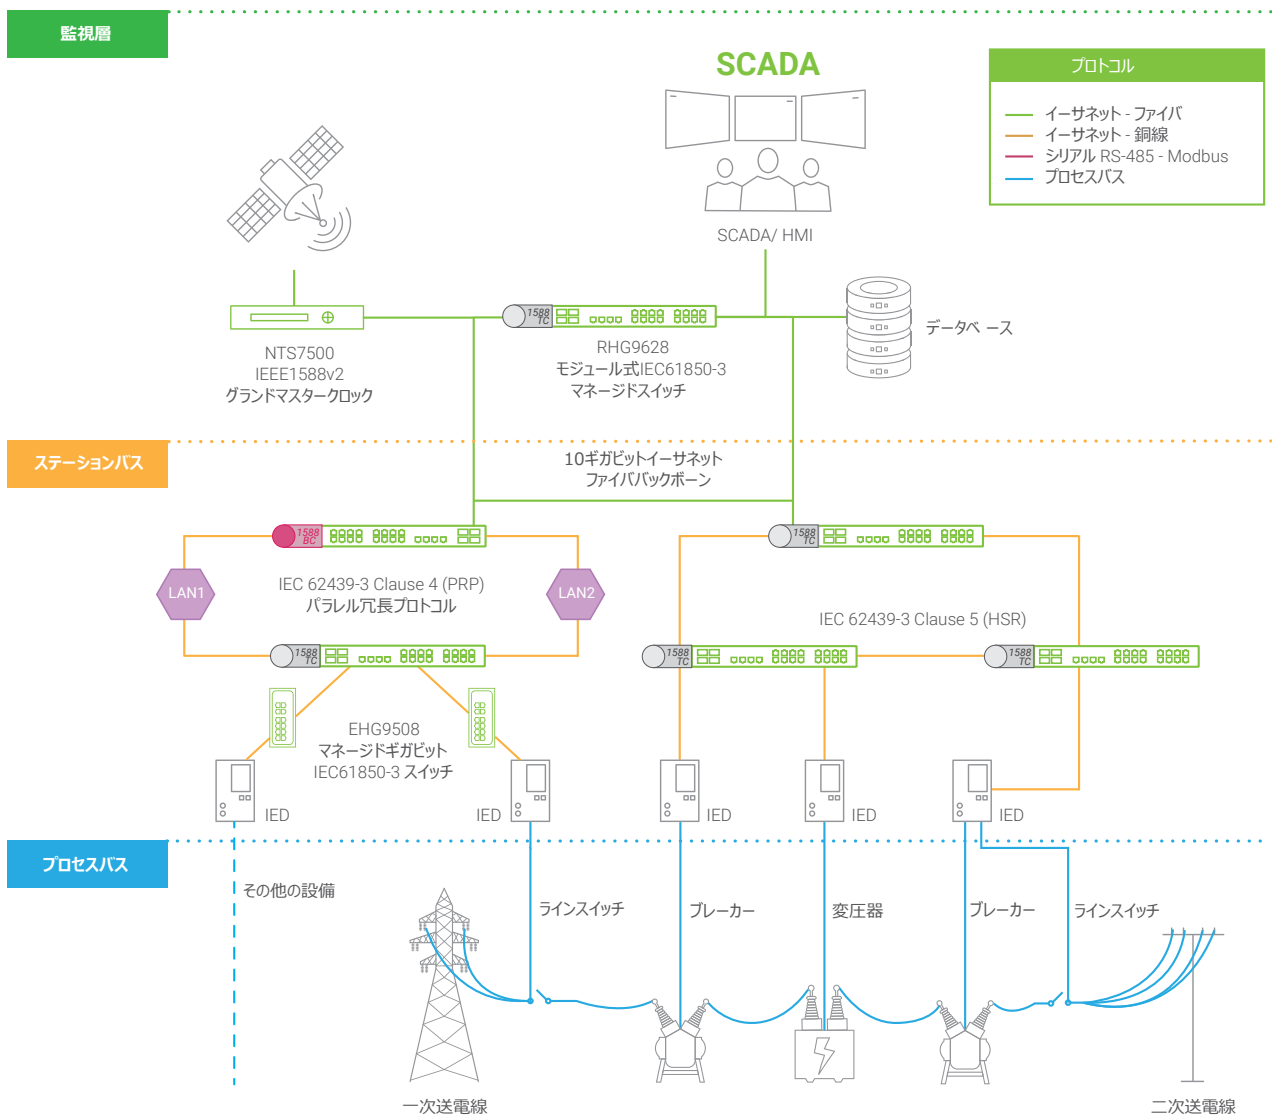 監視層
SCADA
プロトコル
イーサネット - ファイバ
イーサネット - 銅線
シリアル RS-485 - Modbus
プロセスバス
SCADA/ HMI
1588
TC
データベ ース
NTS7500
IEEE1588v2
グランドマスタークロック
RHG9628
モジュール式IEC61850-3
マネージドスイッチ
ステーションバス
10ギガビットイーサネット
ファイババックボーン
1588
BC
1588
TC
LAN1
IEC 62439-3 Clause 4 (PRP)
パラレル冗長プロトコル
LAN2
IEC 62439-3 Clause 5 (HSR)
1588
TC
1588
TC
1588
TC
EHG9508
マネージドギガビット
IEC61850-3 スイッチ
IED
IED
IED
IED
IED
プロセスバス
その他の設備
ラインスイッチ
ブレーカー
変圧器
ブレーカー
ラインスイッチ
一次送電線
二次送電線